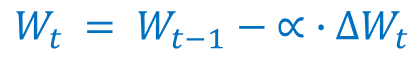 W_t = W_{t-1} − ∝ · ΔW_t